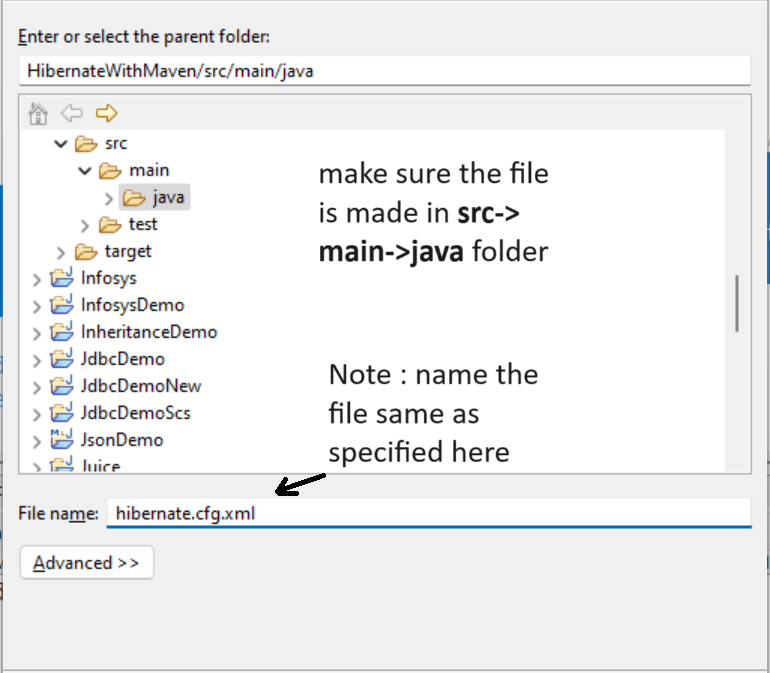 Enter or select the parent folder:
HibernateWithMaven/src/main/java
src
main
java
test
target
Infosys
InfosysDemo
InheritanceDemo
JdbcDemo
JdbcDemoNew
JdbcDemoScs
JsonDemo
Juice
make sure the file
is made in src->
main->java folder
Note : name the
file same as
specified here
File name: hibernate.cfg.xml
Advanced >>